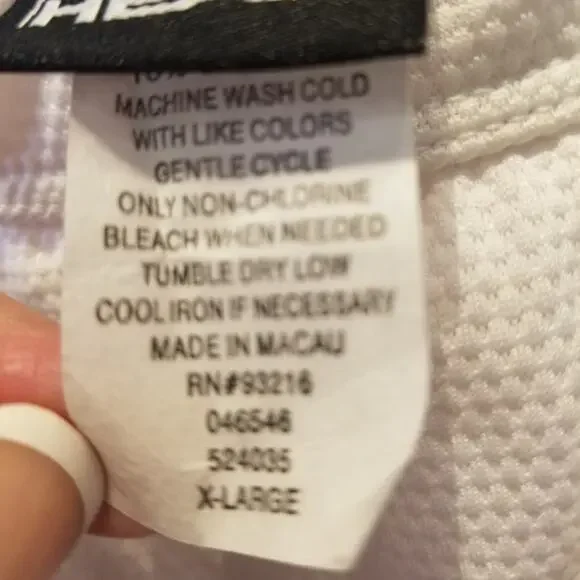 MACHINE WASH COLD
WITH LIKE COLORS
GENTLE CYCLE
ONLY NON-CHLORINE
BLEACH WHEN NEEDED
TUMBLE DRY LOW
COOL IRON IF NECESSARY
MADE IN MACAU
RN#93216
046546
524035
X-LARGE